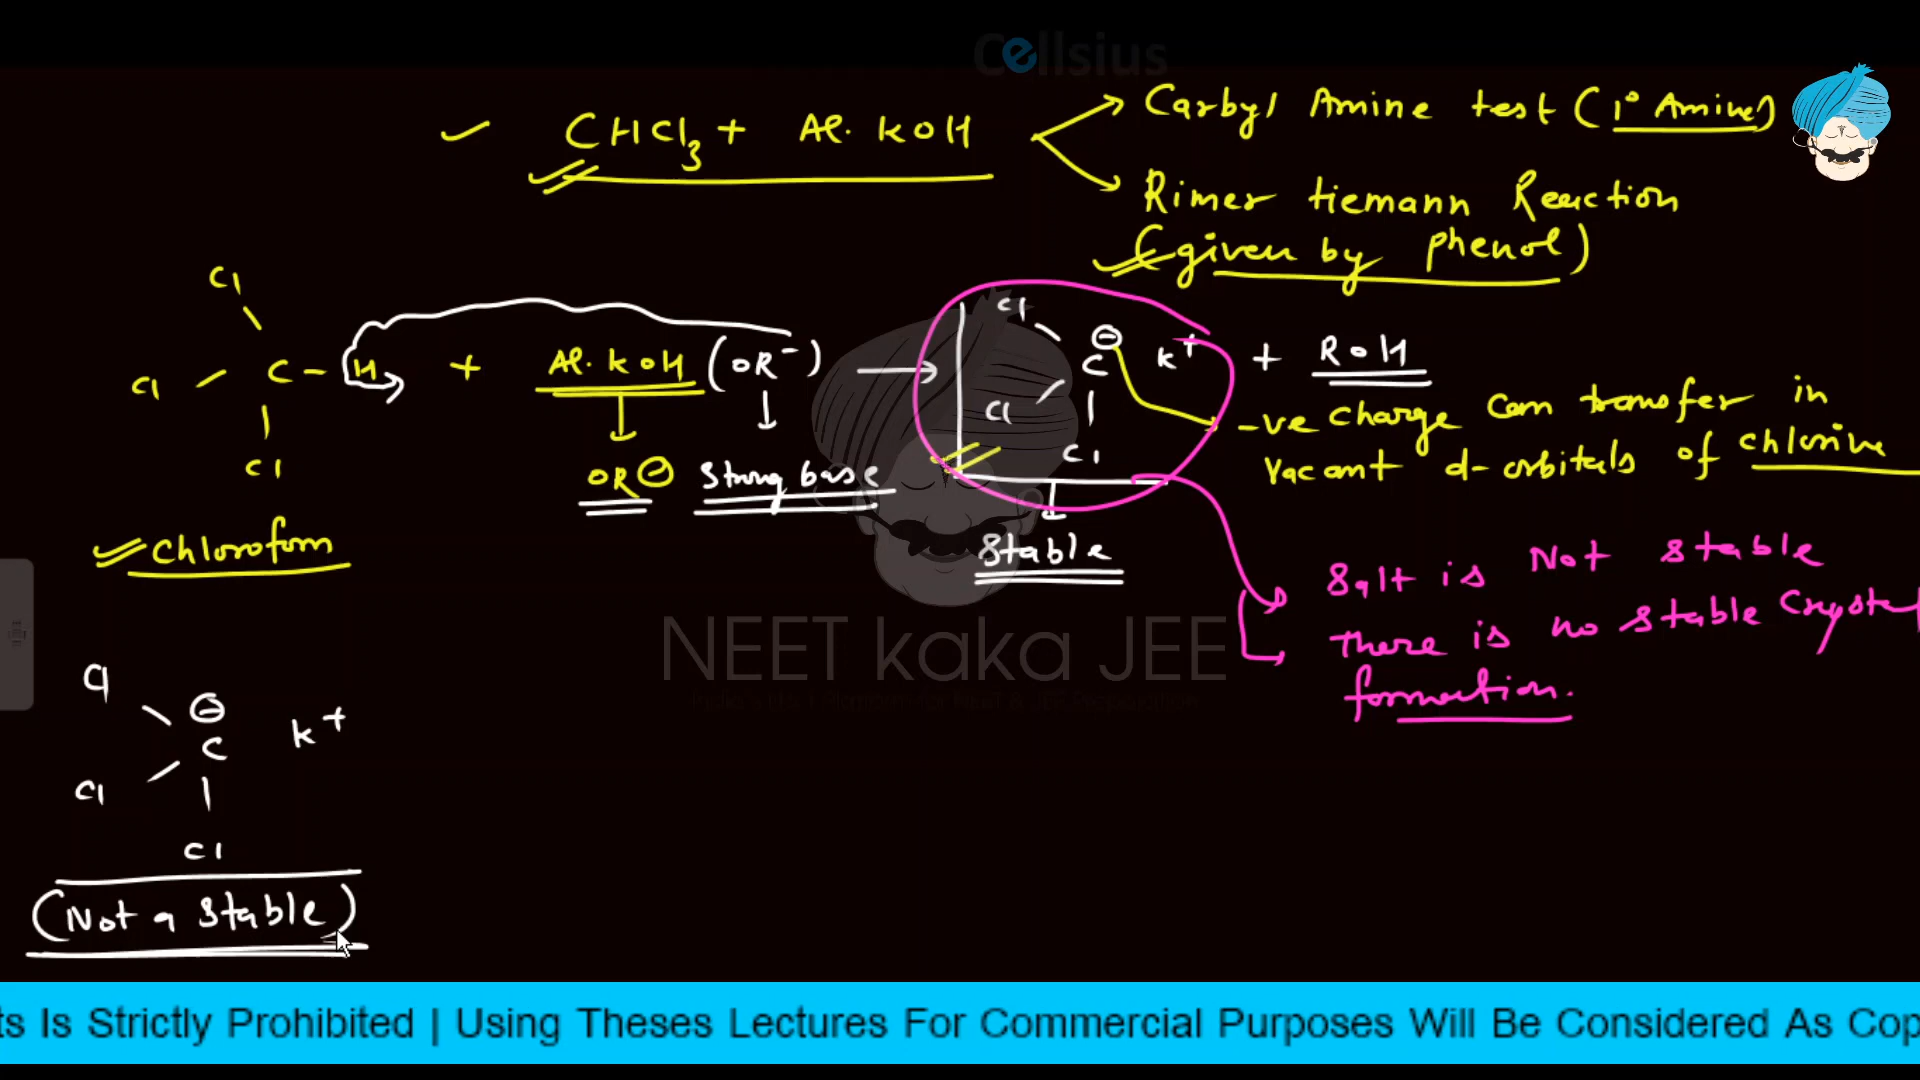 Cellsius
CHCl3 + Al. KOH
Carbyl Amine test (1° Amine)
Rimer tiemann Reaction
(given by phenol)
Cl
Cl
C - H + Al. KOH (OR⁻) →
Cl
Cl
Cl
⊖
C K⁺ + ROH
Cl
Cl
-ve charge Can transfer in
vacant d-orbitals of chlorine
OR⊖ Strong base
Chloroform
Stable
Salt is Not stable
There is no stable Crystal
formation.
NEET kaka JEE
Cl
⊖
C K⁺
Cl
Cl
(Not a stable)
ts Is Strictly Prohibited | Using Theses Lectures For Commercial Purposes Will Be Considered As Cop